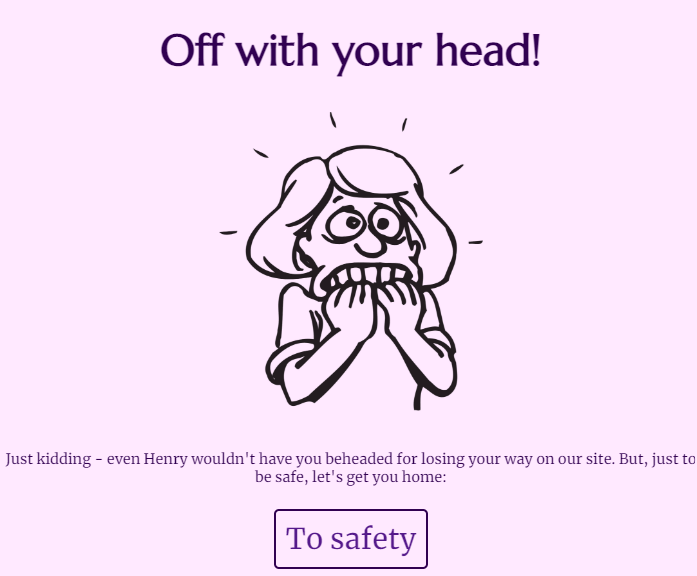 Off with your head!
Just kidding - even Henry wouldn't have you beheaded for losing your way on our site. But, just to
be safe, let's get you home:
To safety